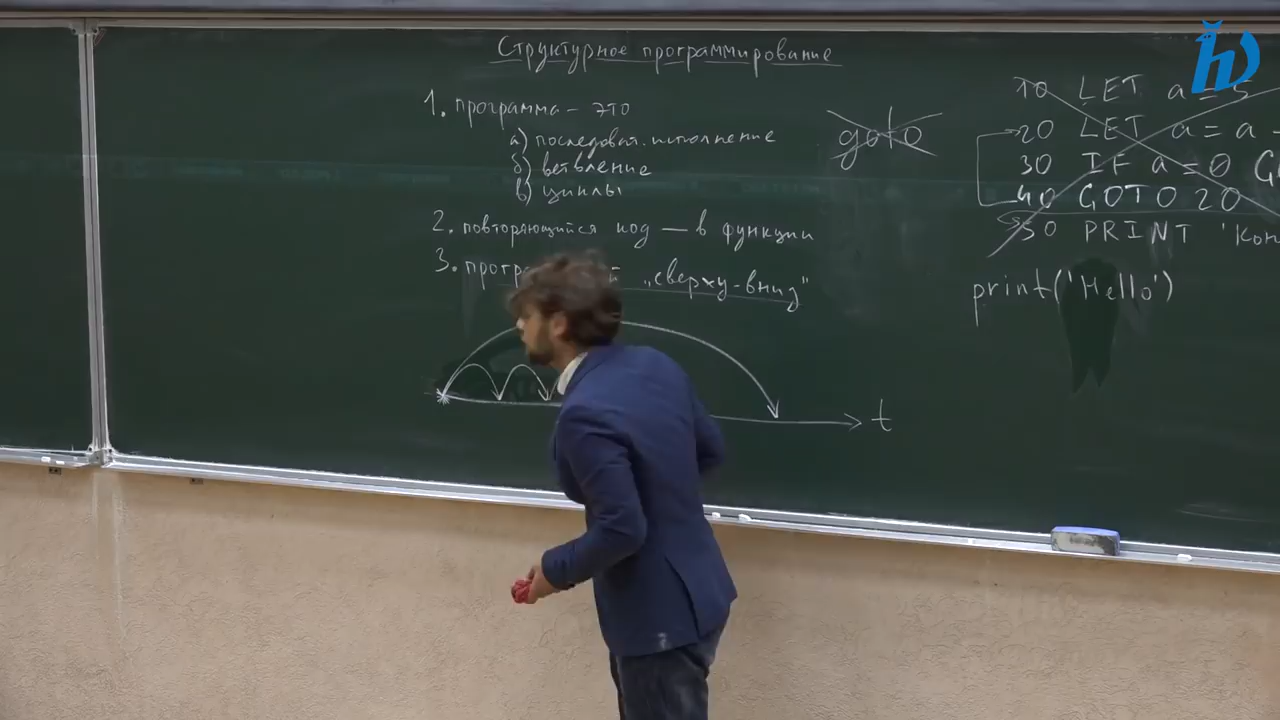 Структурное программирование
1. программа – это
а) последоват. исполнение
б) ветвление
в) циклы
2. повторяющийся код — в функции
3. „сверху-вниз"
t
goto
10 LET a = 5
20 LET a = a -
30 IF a = 0 G
40 GOTO 20
50 PRINT 'Кон
print('Hello')